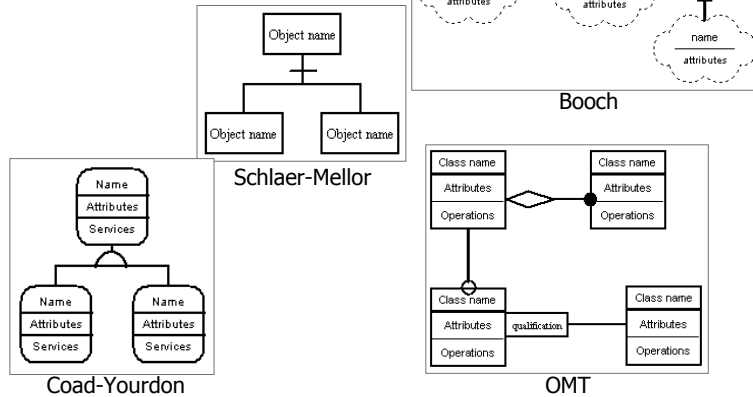 attributes
attributes
name
attributes
Booch
Object name
Object name
Object name
Schlaer-Mellor
Name
Attributes
Services
Name
Attributes
Services
Name
Attributes
Services
Coad-Yourdon
Class name
Attributes
Operations
Class name
Attributes
Operations
Class name
Attributes
Operations
qualification
Class name
Attributes
Operations
OMT